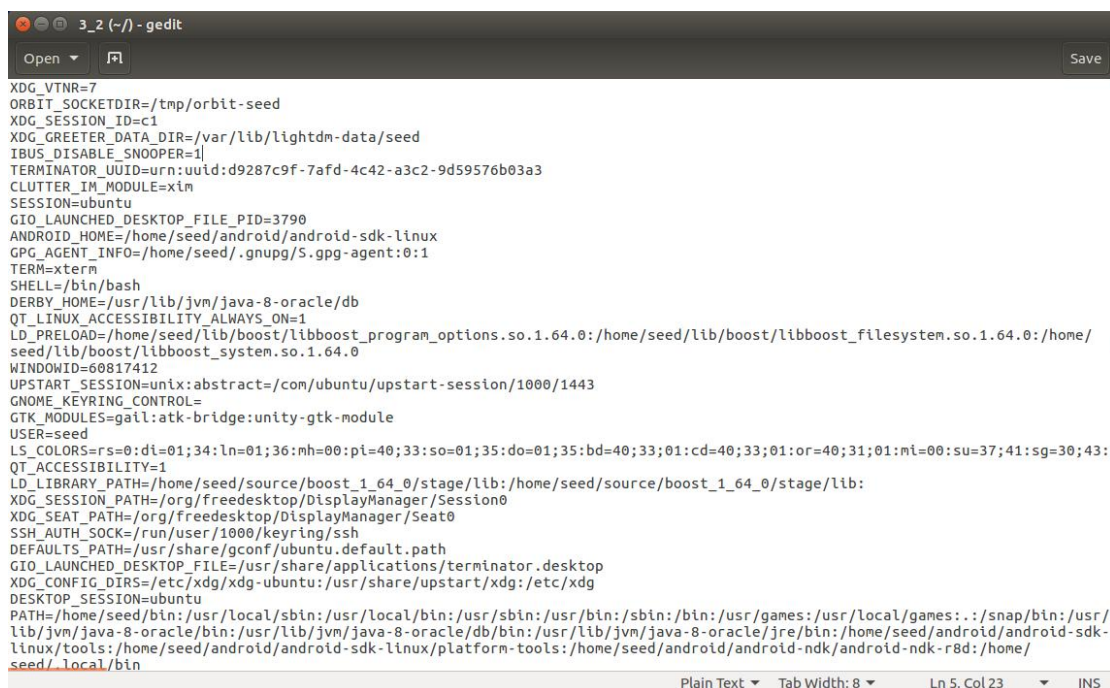 3_2 (~/) - gedit
Open
Save
XDG_VTNR=7
ORBIT_SOCKETDIR=/tmp/orbit-seed
XDG_SESSION_ID=c1
XDG_GREETER_DATA_DIR=/var/lib/lightdm-data/seed
IBUS_DISABLE_SNOOPER=1
TERMINATOR_UUID=urn:uuid:d9287c9f-7afd-4c42-a3c2-9d59576b03a3
CLUTTER_IM_MODULE=xim
SESSION=ubuntu
GIO_LAUNCHED_DESKTOP_FILE_PID=3790
ANDROID_HOME=/home/seed/android/android-sdk-linux
GPG_AGENT_INFO=/home/seed/.gnupg/S.gpg-agent:0:1
TERM=xterm
SHELL=/bin/bash
DERBY_HOME=/usr/lib/jvm/java-8-oracle/db
QT_LINUX_ACCESSIBILITY_ALWAYS_ON=1
LD_PRELOAD=/home/seed/lib/boost/libboost_program_options.so.1.64.0:/home/seed/lib/boost/libboost_filesystem.so.1.64.0:/home/
seed/lib/boost/libboost_system.so.1.64.0
WINDOWID=60817412
UPSTART_SESSION=unix:abstract=/com/ubuntu/upstart-session/1000/1443
GNOME_KEYRING_CONTROL=
GTK_MODULES=gail:atk-bridge:unity-gtk-module
USER=seed
LS_COLORS=rs=0:di=01;34:ln=01;36:mh=00:pi=40;33:so=01;35:do=01;35:bd=40;33;01:cd=40;33;01:or=40;31;01:mi=00:su=37;41:sg=30;43:
QT_ACCESSIBILITY=1
LD_LIBRARY_PATH=/home/seed/source/boost_1_64_0/stage/lib:/home/seed/source/boost_1_64_0/stage/lib:
XDG_SESSION_PATH=/org/freedesktop/DisplayManager/Session0
XDG_SEAT_PATH=/org/freedesktop/DisplayManager/Seat0
SSH_AUTH_SOCK=/run/user/1000/keyring/ssh
DEFAULTS_PATH=/usr/share/gconf/ubuntu.default.path
GIO_LAUNCHED_DESKTOP_FILE=/usr/share/applications/terminator.desktop
XDG_CONFIG_DIRS=/etc/xdg/xdg-ubuntu:/usr/share/upstart/xdg:/etc/xdg
DESKTOP_SESSION=ubuntu
PATH=/home/seed/bin:/usr/local/sbin:/usr/local/bin:/usr/sbin:/usr/bin:/sbin:/bin:/usr/games:/usr/local/games:.:/snap/bin:/usr/
lib/jvm/java-8-oracle/bin:/usr/lib/jvm/java-8-oracle/db/bin:/usr/lib/jvm/java-8-oracle/jre/bin:/home/seed/android/android-sdk-
linux/tools:/home/seed/android/android-sdk-linux/platform-tools:/home/seed/android/android-ndk/android-ndk-r8d:/home/
seed/.local/bin
Plain Text Tab Width: 8 Ln 5, Col 23 INS